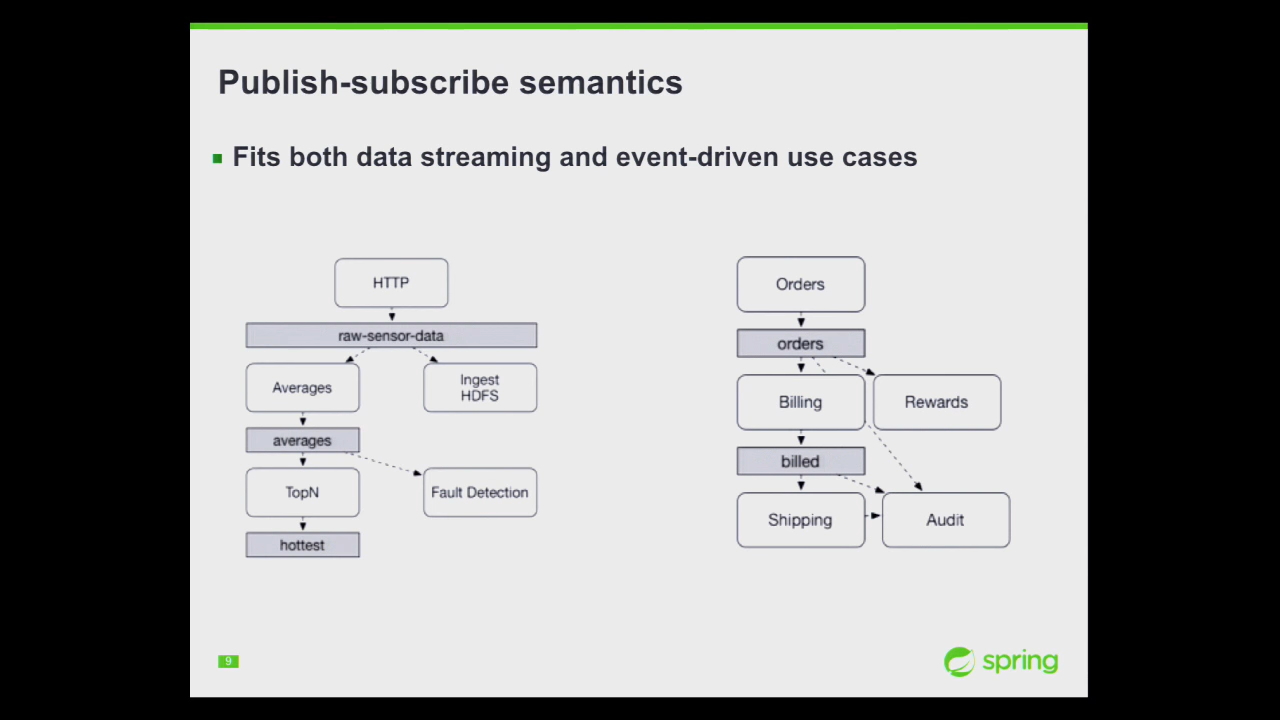 Publish-subscribe semantics
Fits both data streaming and event-driven use cases
HTTP
raw-sensor-data
Averages
Ingest
HDFS
averages
TopN
Fault Detection
hottest
Orders
orders
Billing
Rewards
billed
Shipping
Audit
9
spring